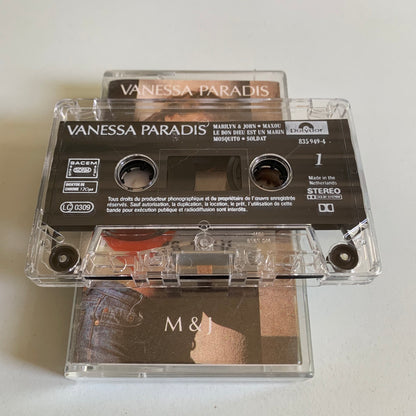 VANESSA PARADIS
VANESSA PARADIS
MARILYN & JOHN • MAXOU
LE BON DIEU EST UN MARIN
MOSQUITO • SOLDAT
Polydor
835 949-4
1
SACEM
Made in the
Netherlands
STEREO
LC 0309
Tous droits du producteur phonographique et du propriétaire de l'œuvre enregistrée
réservés. Sauf autorisation, la duplication, la location, le prêt, l'utilisation de cette
bande pour exécution publique et radiodiffusion sont interdits.
M & J